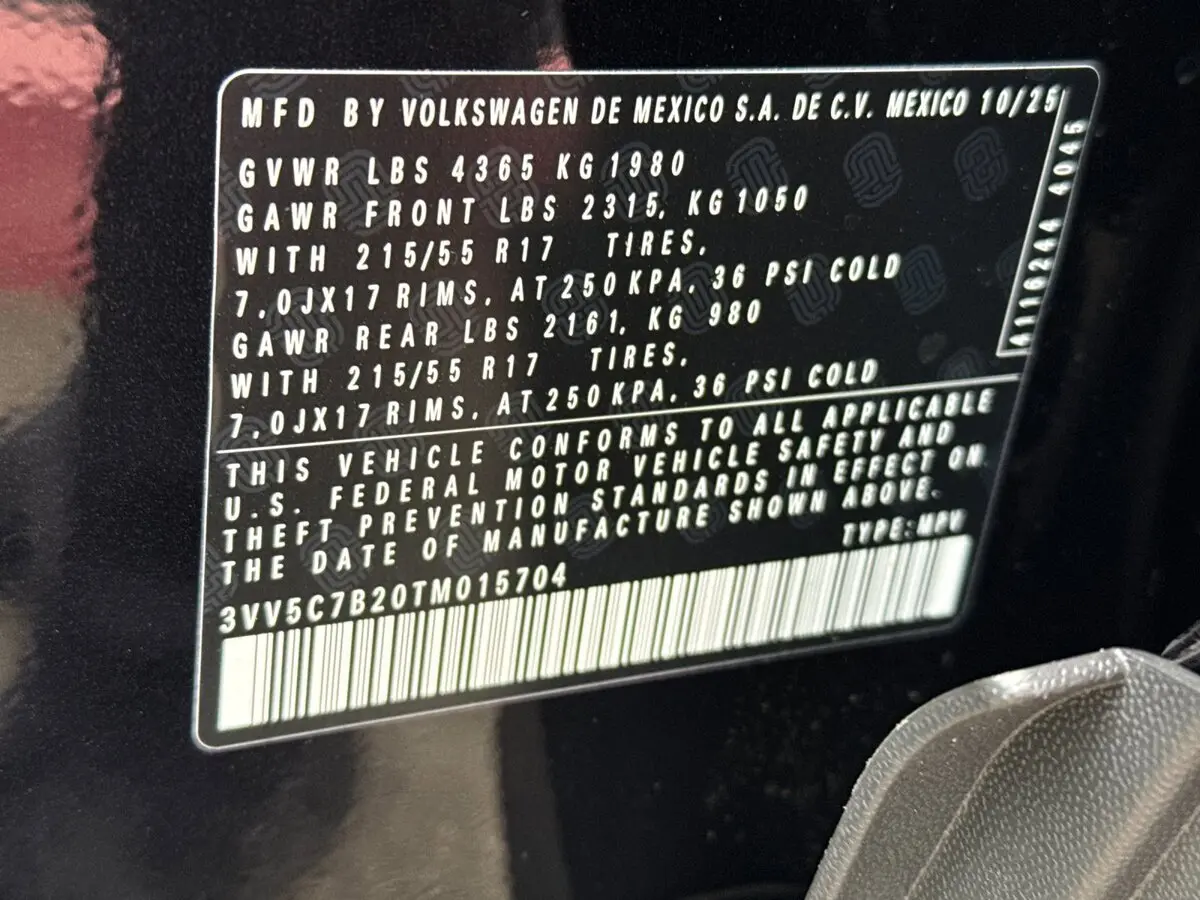 MFD BY VOLKSWAGEN DE MEXICO S.A. DE C.V. MEXICO 10/25
GVWR LBS 4365 KG 1980
GAWR FRONT LBS 2315, KG 1050
WITH 215/55 R17 TIRES,
7.0JX17 RIMS, AT 250 KPA, 36 PSI COLD
GAWR REAR LBS 2161, KG 980
WITH 215/55 R17 TIRES,
7.0JX17 RIMS, AT 250 KPA, 36 PSI COLD
THIS VEHICLE CONFORMS TO ALL APPLICABLE
U.S. FEDERAL MOTOR VEHICLE SAFETY AND
THEFT PREVENTION STANDARDS IN EFFECT ON
THE DATE OF MANUFACTURE SHOWN ABOVE.
TYPE:MPV
3VV5C7B20TM015704
41116244 4045